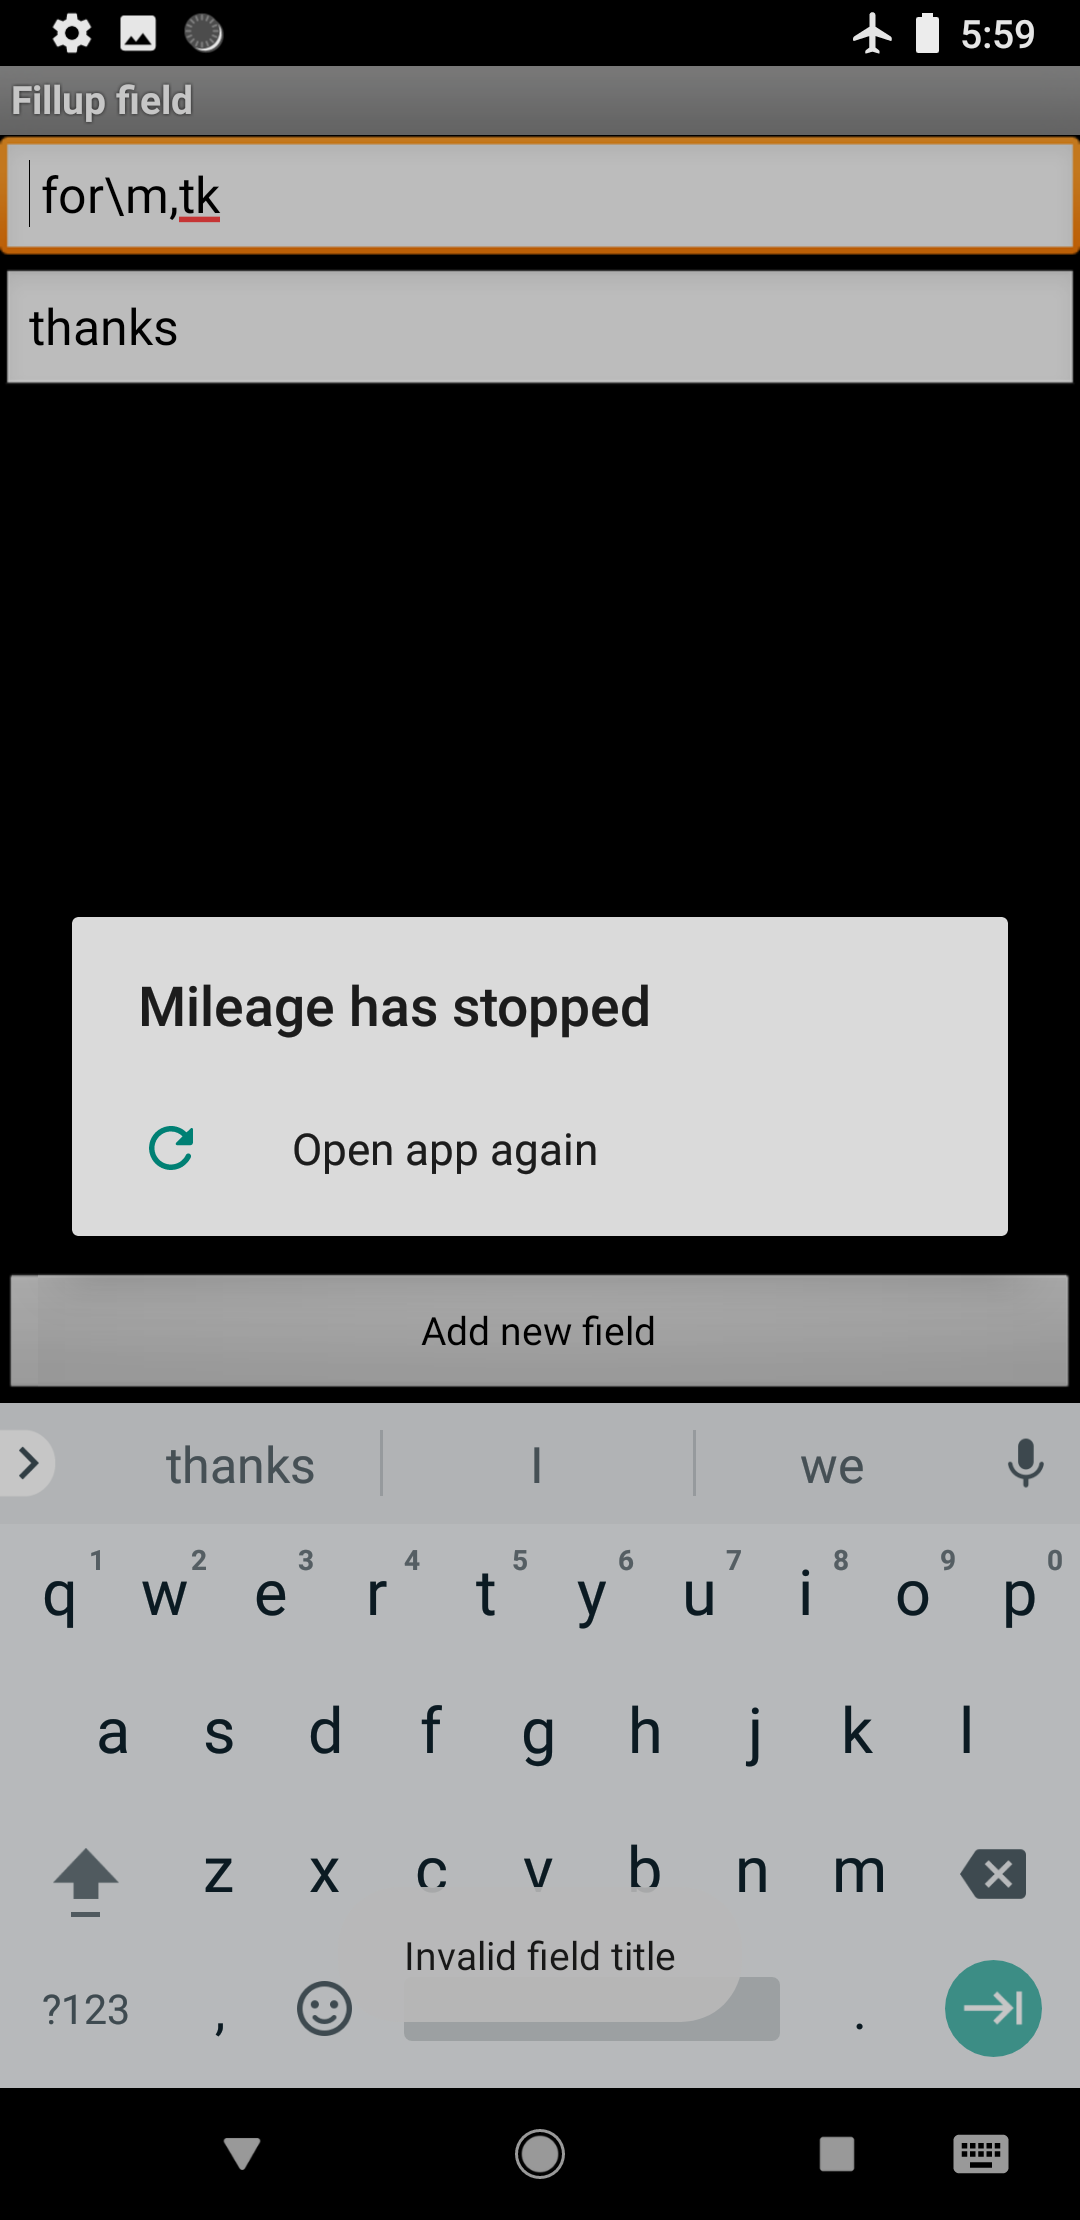 5:59
Fillup field
for\m,tk
thanks
Mileage has stopped
Open app again
Add new field
thanks I we
1 2 3 4 5 6 7 8 9 0
q w e r t y u i o p
a s d f g h j k l
z x c v b n m
Invalid field title
?123 , .